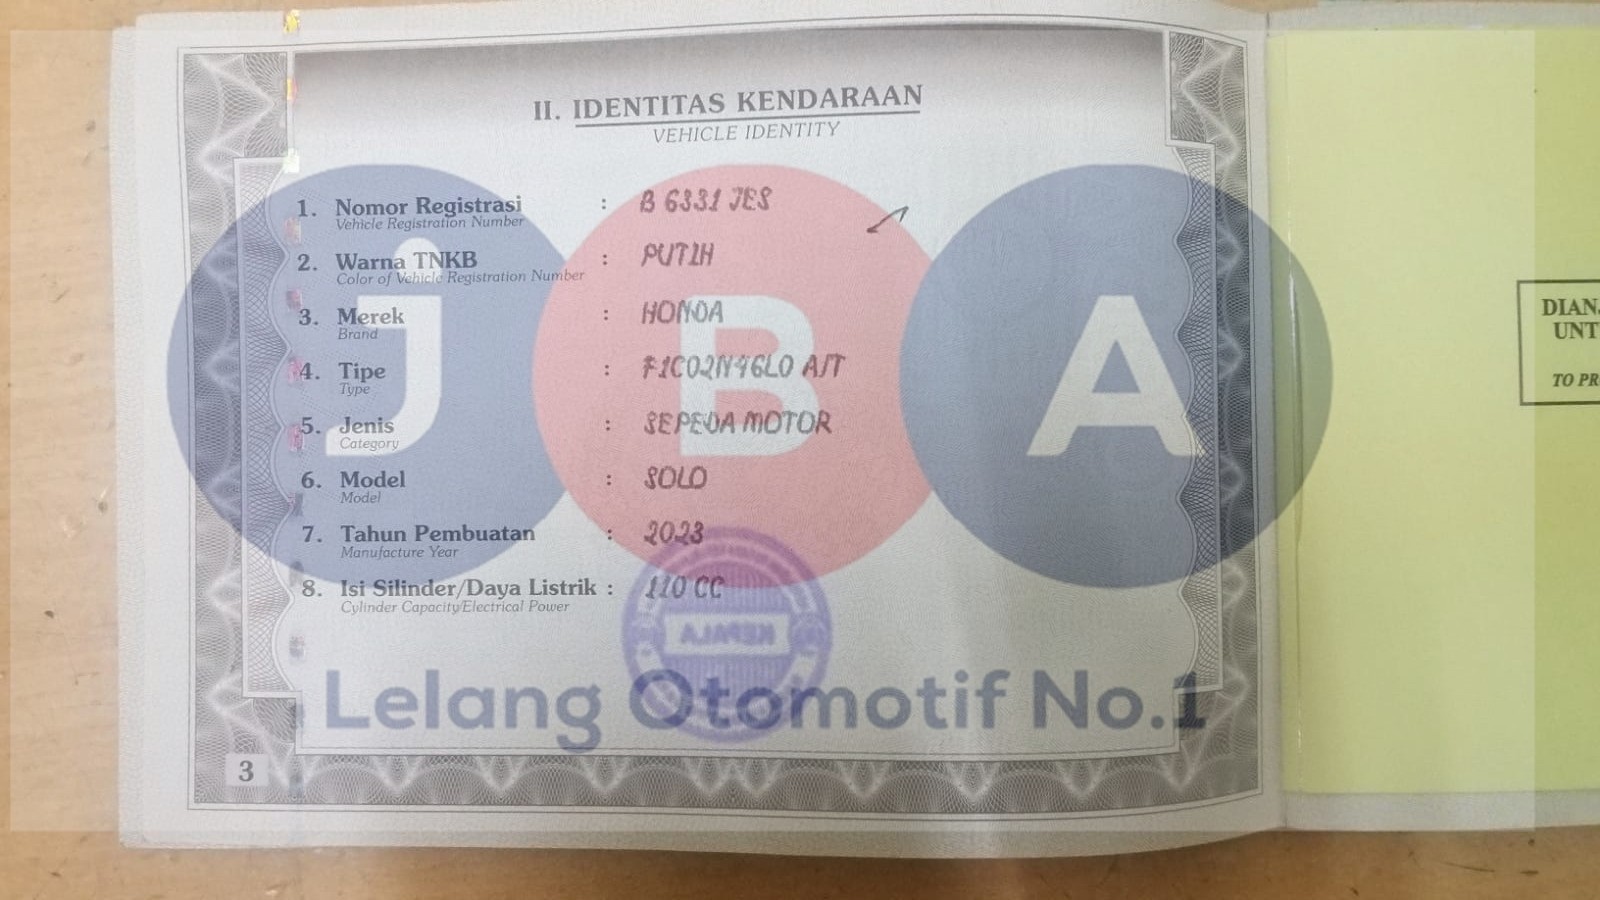 II. IDENTITAS KENDARAAN
VEHICLE IDENTITY
1. Nomor Registrasi : B 6331 JES
Vehicle Registration Number
2. Warna TNKB : PUTIH
Color of Vehicle Registration Number
3. Merek : HONDA
Brand
4. Tipe : F1C02N46L0 A/T
Type
5. Jenis : SEPEDA MOTOR
Category
6. Model : SOLO
Model
7. Tahun Pembuatan : 2023
Manufacture Year
8. Isi Silinder/Daya Listrik : 110 CC
Cylinder Capacity/Electrical Power
KEPALA
JBA
Lelang Otomotif No.1
3
DIAN
UNT
TO PR